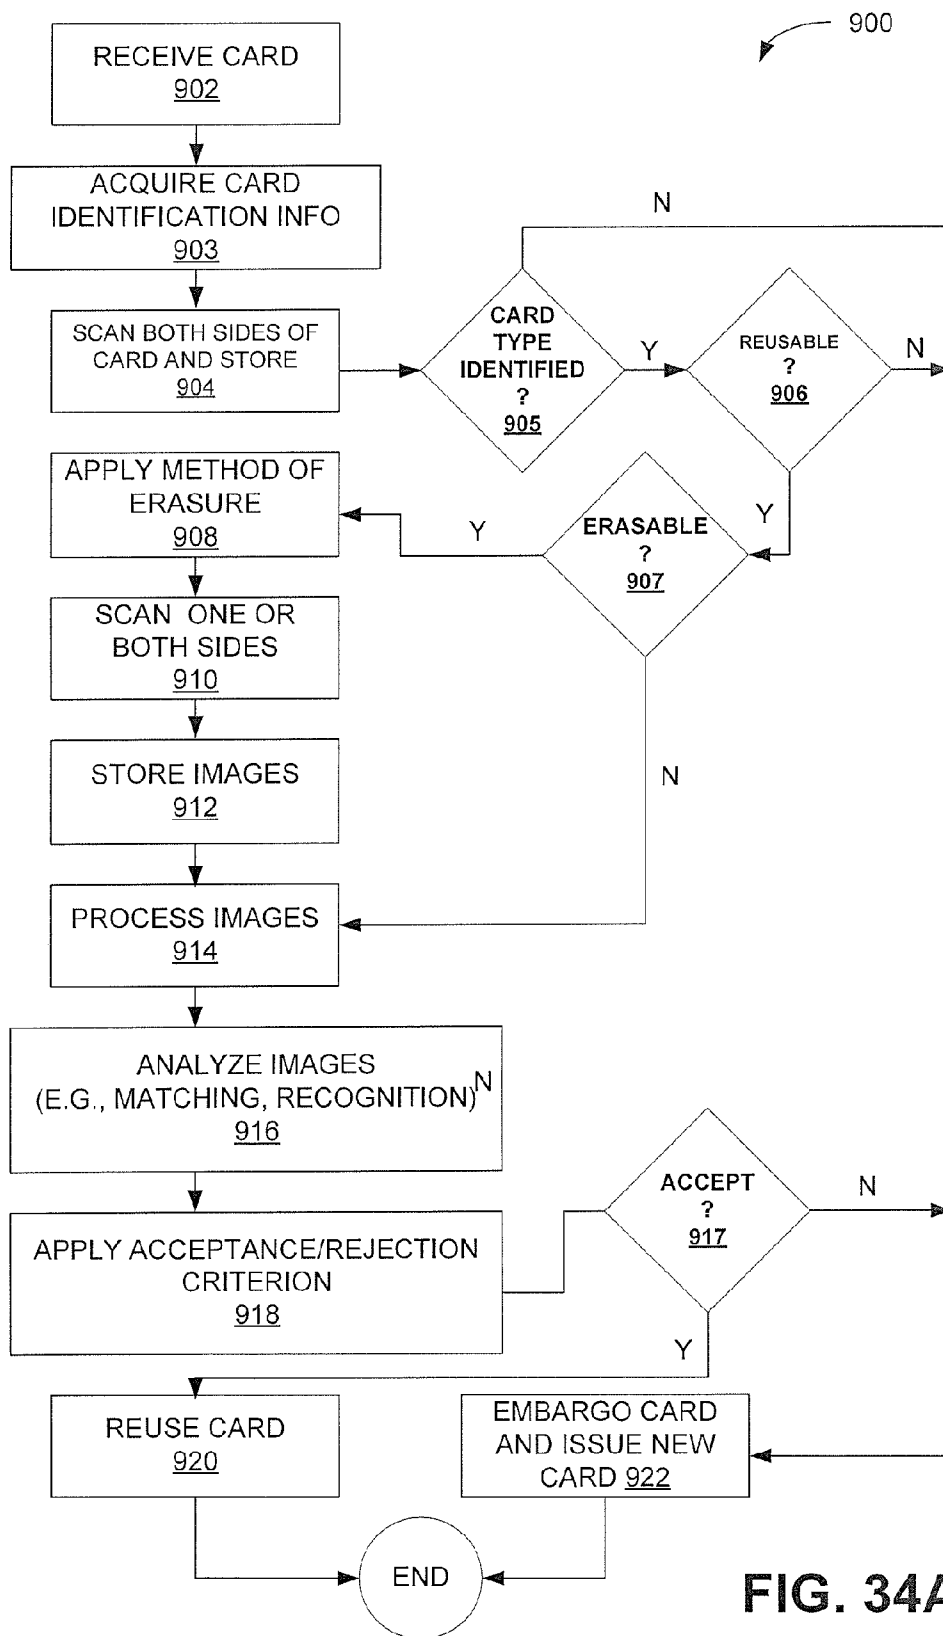 900
RECEIVE CARD
902
ACQUIRE CARD
IDENTIFICATION INFO
903
SCAN BOTH SIDES OF
CARD AND STORE
904
N
CARD
TYPE
IDENTIFIED
?
905
Y
REUSABLE
?
906
N
Y
ERASABLE
?
907
Y
N
APPLY METHOD OF
ERASURE
908
SCAN ONE OR
BOTH SIDES
910
STORE IMAGES
912
PROCESS IMAGES
914
ANALYZE IMAGES
(E.G., MATCHING, RECOGNITION)N
916
APPLY ACCEPTANCE/REJECTION
CRITERION
918
ACCEPT
?
917
N
Y
REUSE CARD
920
EMBARGO CARD
AND ISSUE NEW
CARD 922
END
FIG. 34A